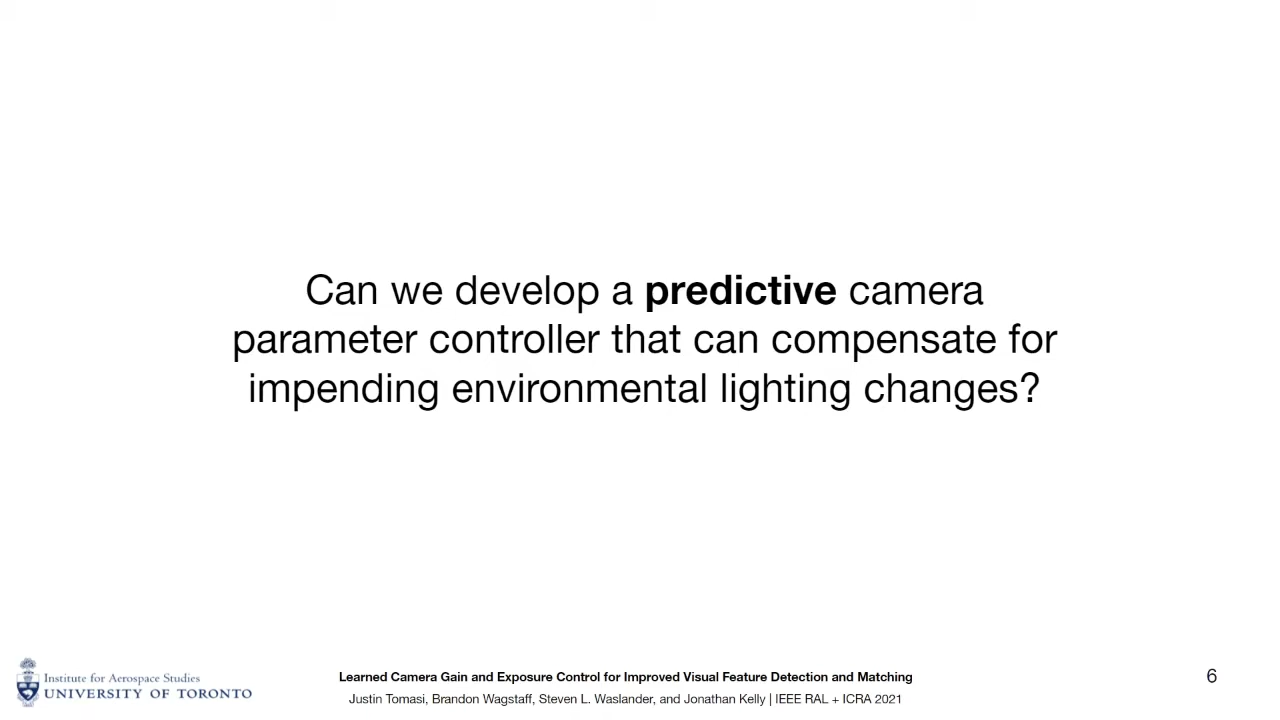 Can we develop a predictive camera
parameter controller that can compensate for
impending environmental lighting changes?
Institute for Aerospace Studies
UNIVERSITY OF TORONTO
Learned Camera Gain and Exposure Control for Improved Visual Feature Detection and Matching
Justin Tomasi, Brandon Wagstaff, Steven L. Waslander, and Jonathan Kelly | IEEE RAL + ICRA 2021
6